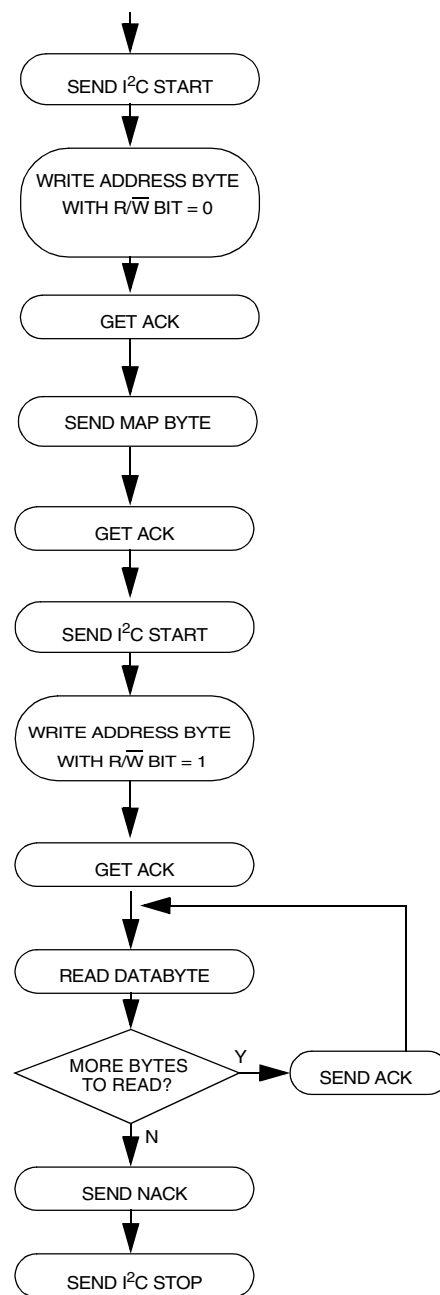 SEND I²C START
WRITE ADDRESS BYTE
WITH R/W̅ BIT = 0
GET ACK
SEND MAP BYTE
GET ACK
SEND I²C START
WRITE ADDRESS BYTE
WITH R/W̅ BIT = 1
GET ACK
READ DATABYTE
MORE BYTES
TO READ?
Y
SEND ACK
N
SEND NACK
SEND I²C STOP